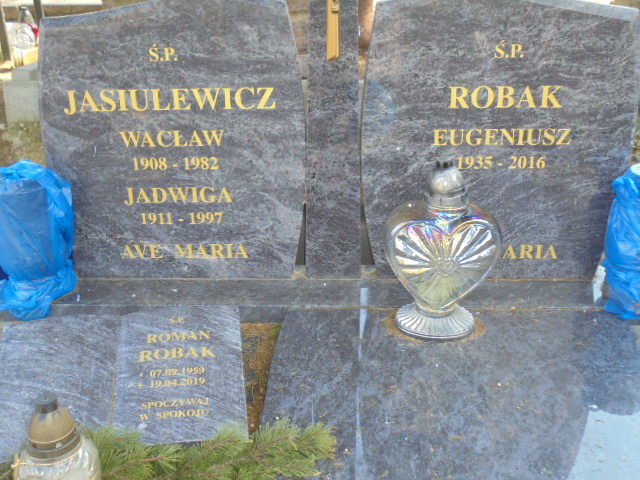 Ś.P.
JASIULEWICZ
WACŁAW
1908 - 1982
JADWIGA
1911 - 1997
AVE MARIA
Ś.P.
ROBAK
EUGENIUSZ
1935 - 2016
ARIA
Ś.P.
ROMAN
ROBAK
* 07.09.1959
+ 19.04.2019
SPOCZYWAJ
W SPOKOJU